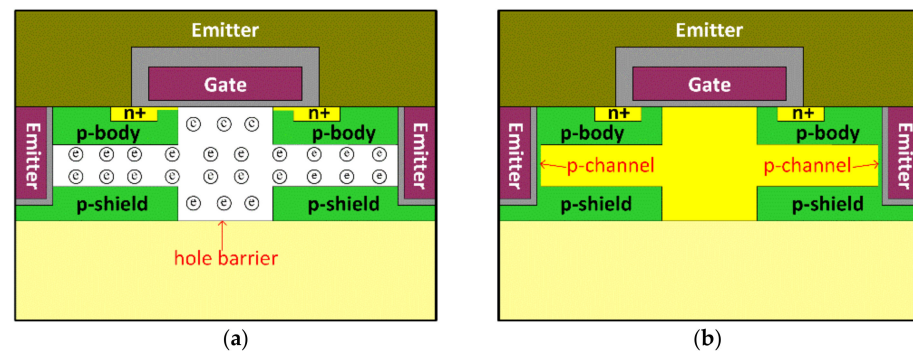 Emitter
Gate
n+
n+
p-body
p-body
Emitter
Emitter
e e e e e e e e e e e e e e e e e e e e e e e e e e
p-shield
p-shield
hole barrier
(a)
Emitter
Gate
n+
n+
p-body
p-body
Emitter
Emitter
p-channel
p-channel
p-shield
p-shield
(b)